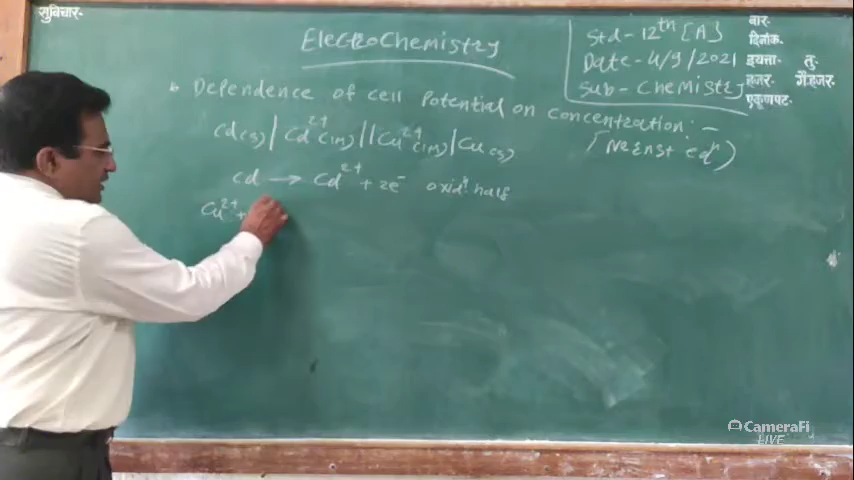 सुविचार-
ElectroChemistry
Std - 12th [A]
Date - 4/9/2021
Sub - Chemistry
वार-
दिनांक-
इयत्ता- तु-
हजर- गैरहजर-
एकुणपट-
Dependence of cell Potential on concentration: -
(Nernst eqn)
Cd(s) | Cd2+(1M) || Cu2+(1M) | Cu(s)
Cd → Cd2+ + 2e- oxidn half
Cu2+ +
CameraFi
LIVE